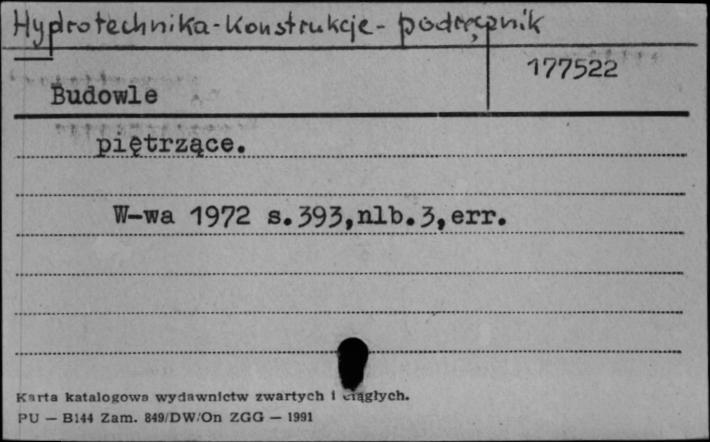 Hydrotechnika-Konstrukcje- podręcznik
177522
Budowle
piętrzące.
W-wa 1972 s.393,nlb.3,err.
Karta katalogowa wydawnictw zwartych i ciągłych.
PU — B144 Zam. 849/DW/On ZGG — 1991